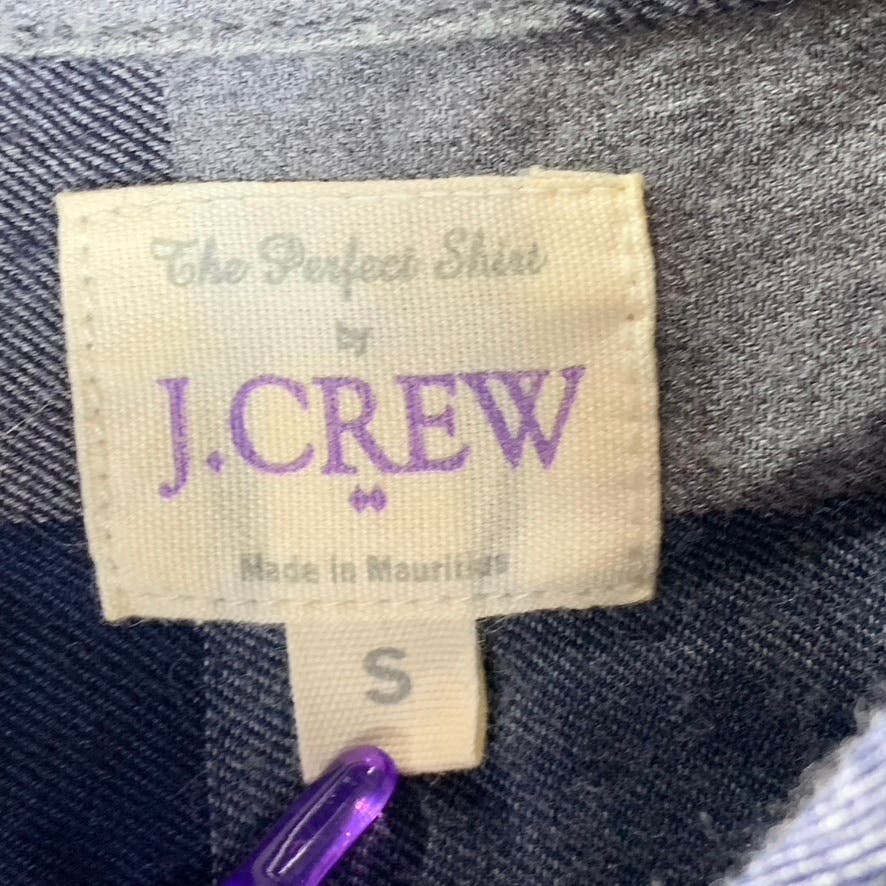 The Perfect Shirt
by
J.CREW
Made in Mauritius
S